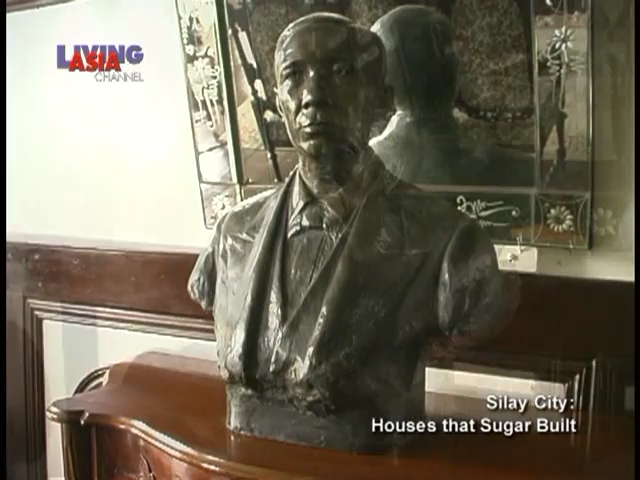 LIVING
ASIA
CHANNEL
Silay City:
Houses that Sugar Built